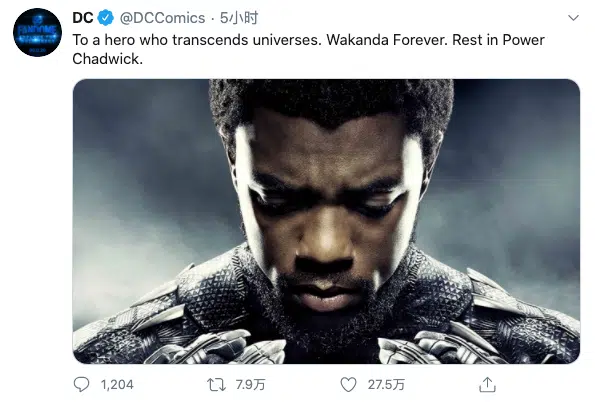 DC @DCComics · 5小时
To a hero who transcends universes. Wakanda Forever. Rest in Power
Chadwick.
FANDOME
1,204 7.9万 27.5万